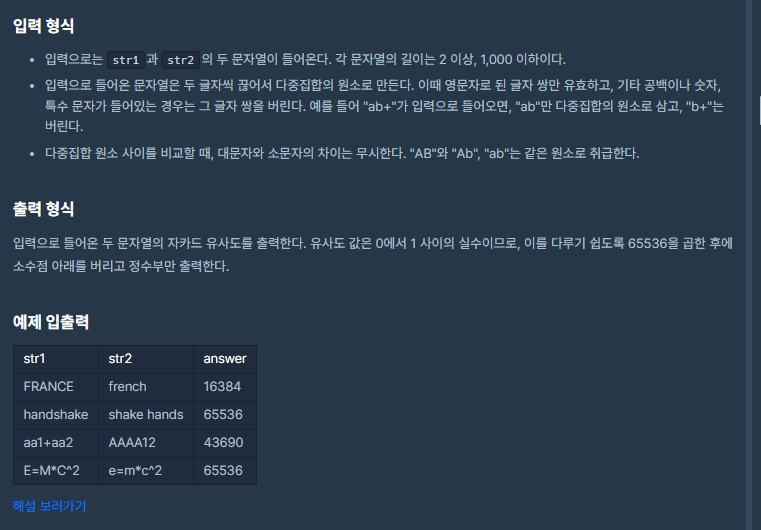 입력 형식
• 입력으로는 str1 과 str2 의 두 문자열이 들어온다. 각 문자열의 길이는 2 이상, 1,000 이하이다.
• 입력으로 들어온 문자열은 두 글자씩 끊어서 다중집합의 원소로 만든다. 이때 영문자로 된 글자 쌍만 유효하고, 기타 공백이나 숫자,
특수 문자가 들어있는 경우는 그 글자 쌍을 버린다. 예를 들어 "ab+"가 입력으로 들어오면, "ab"만 다중집합의 원소로 삼고, "b+"는
버린다.
• 다중집합 원소 사이를 비교할 때, 대문자와 소문자의 차이는 무시한다. "AB"와 "Ab", "ab"는 같은 원소로 취급한다.
출력 형식
입력으로 들어온 두 문자열의 자카드 유사도를 출력한다. 유사도 값은 0에서 1 사이의 실수이므로, 이를 다루기 쉽도록 65536을 곱한 후에
소수점 아래를 버리고 정수부만 출력한다.
예제 입출력
str1 str2 answer
FRANCE french 16384
handshake shake hands 65536
aa1+aa2 AAAA12 43690
E=M*C^2 e=m*c^2 65536
해설 보러가기